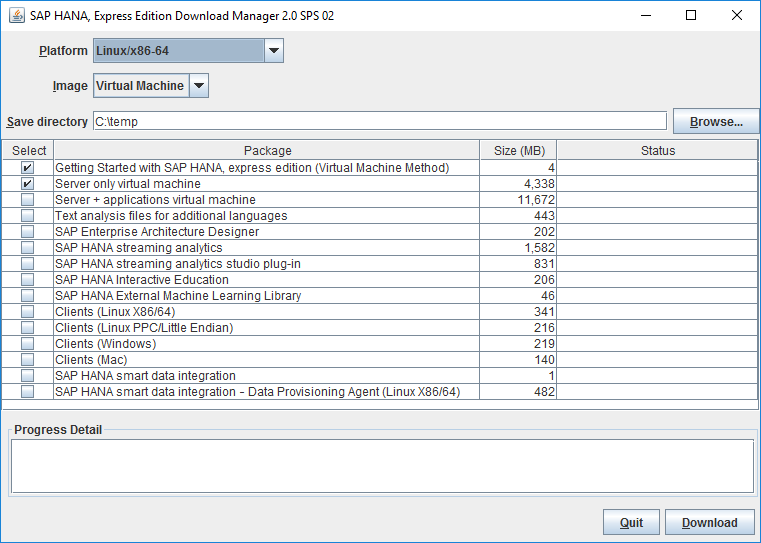 SAP HANA, Express Edition Download Manager 2.0 SPS 02
Platform Linux/x86-64
Image Virtual Machine
Save directory C:\temp Browse...
Select Package Size (MB) Status
Getting Started with SAP HANA, express edition (Virtual Machine Method) 4
Server only virtual machine 4,338
Server + applications virtual machine 11,672
Text analysis files for additional languages 443
SAP Enterprise Architecture Designer 202
SAP HANA streaming analytics 1,582
SAP HANA streaming analytics studio plug-in 831
SAP HANA Interactive Education 206
SAP HANA External Machine Learning Library 46
Clients (Linux X86/64) 341
Clients (Linux PPC/Little Endian) 216
Clients (Windows) 219
Clients (Mac) 140
SAP HANA smart data integration 1
SAP HANA smart data integration - Data Provisioning Agent (Linux X86/64) 482
Progress Detail
Quit Download